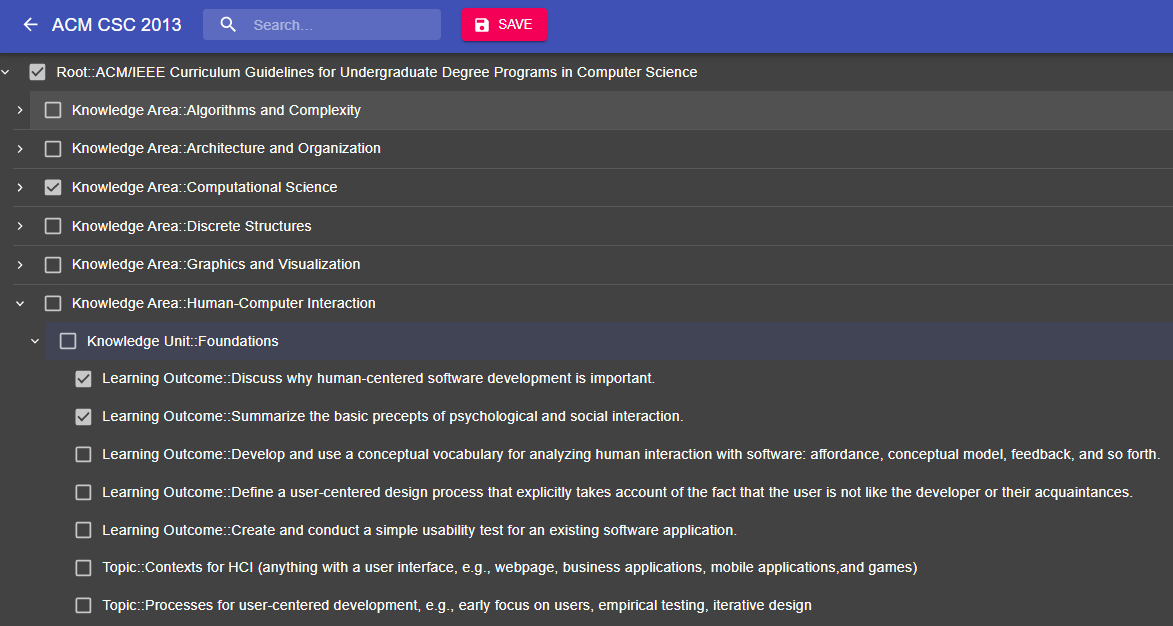 ACM CSC 2013
Search...
SAVE
Root::ACM/IEEE Curriculum Guidelines for Undergraduate Degree Programs in Computer Science
Knowledge Area::Algorithms and Complexity
Knowledge Area::Architecture and Organization
Knowledge Area::Computational Science
Knowledge Area::Discrete Structures
Knowledge Area::Graphics and Visualization
Knowledge Area::Human-Computer Interaction
Knowledge Unit::Foundations
Learning Outcome::Discuss why human-centered software development is important.
Learning Outcome::Summarize the basic precepts of psychological and social interaction.
Learning Outcome::Develop and use a conceptual vocabulary for analyzing human interaction with software: affordance, conceptual model, feedback, and so forth.
Learning Outcome::Define a user-centered design process that explicitly takes account of the fact that the user is not like the developer or their acquaintances.
Learning Outcome::Create and conduct a simple usability test for an existing software application.
Topic::Contexts for HCI (anything with a user interface, e.g., webpage, business applications, mobile applications,and games)
Topic::Processes for user-centered development, e.g., early focus on users, empirical testing, iterative design